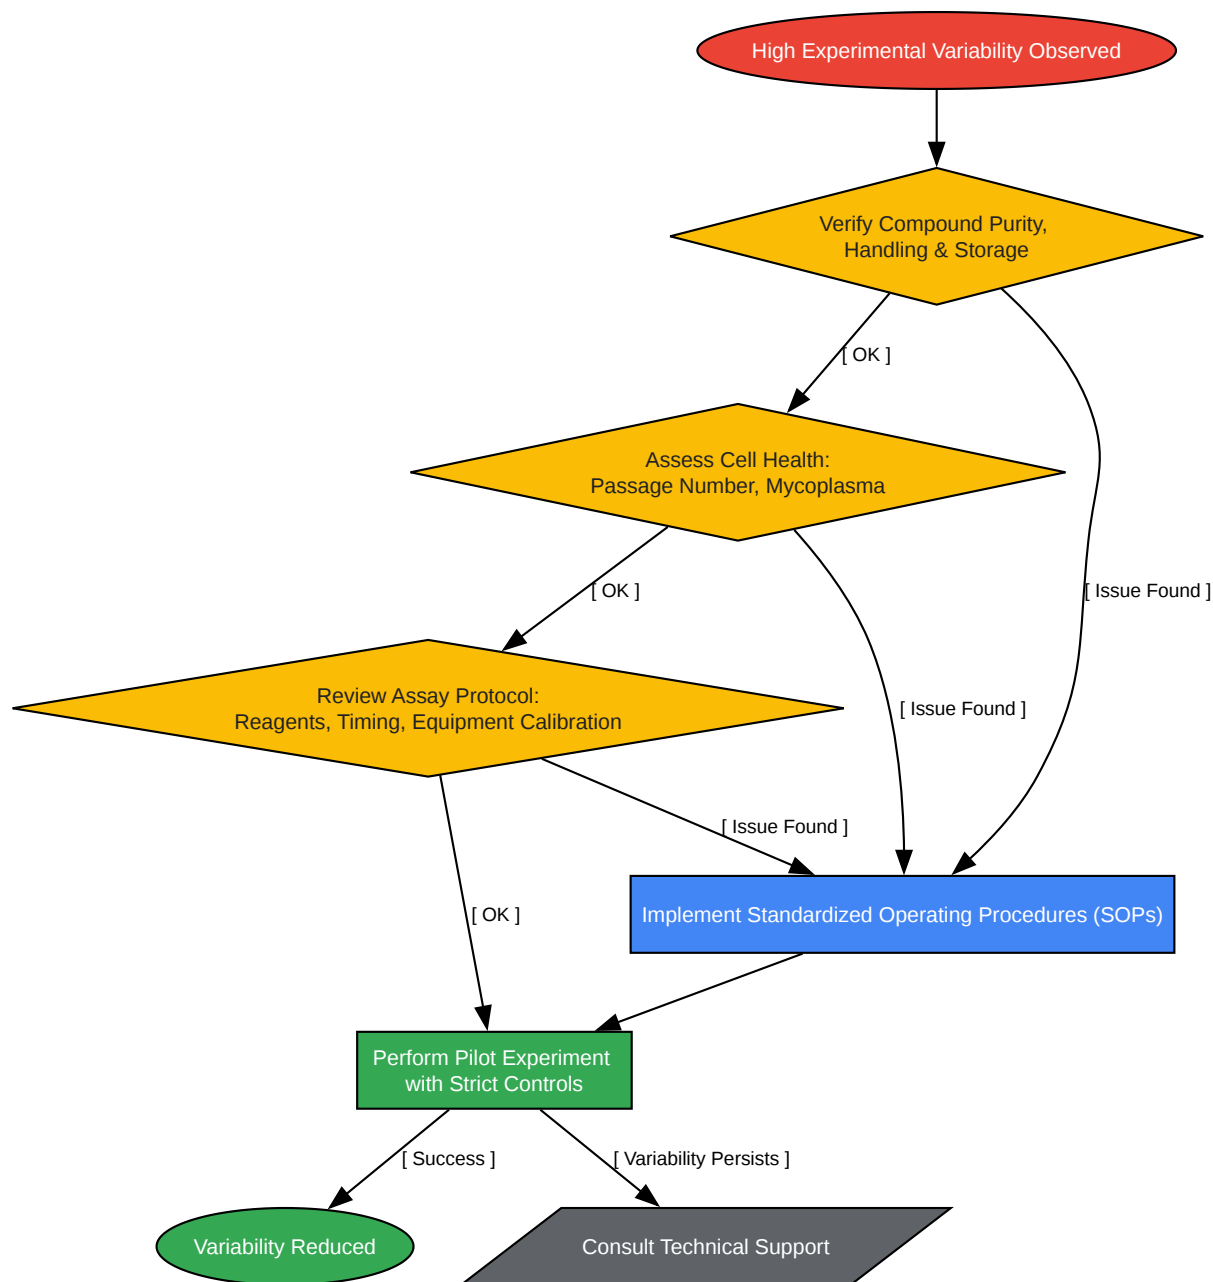 High Experimental Variability Observed
Verify Compound Purity,
Handling & Storage
[ OK ]
Assess Cell Health:
Passage Number, Mycoplasma
[ OK ]
[ Issue Found ]
Review Assay Protocol:
Reagents, Timing, Equipment Calibration
[ Issue Found ]
[ Issue Found ]
[ OK ]
Implement Standardized Operating Procedures (SOPs)
Perform Pilot Experiment
with Strict Controls
[ Success ]
[ Variability Persists ]
Variability Reduced
Consult Technical Support